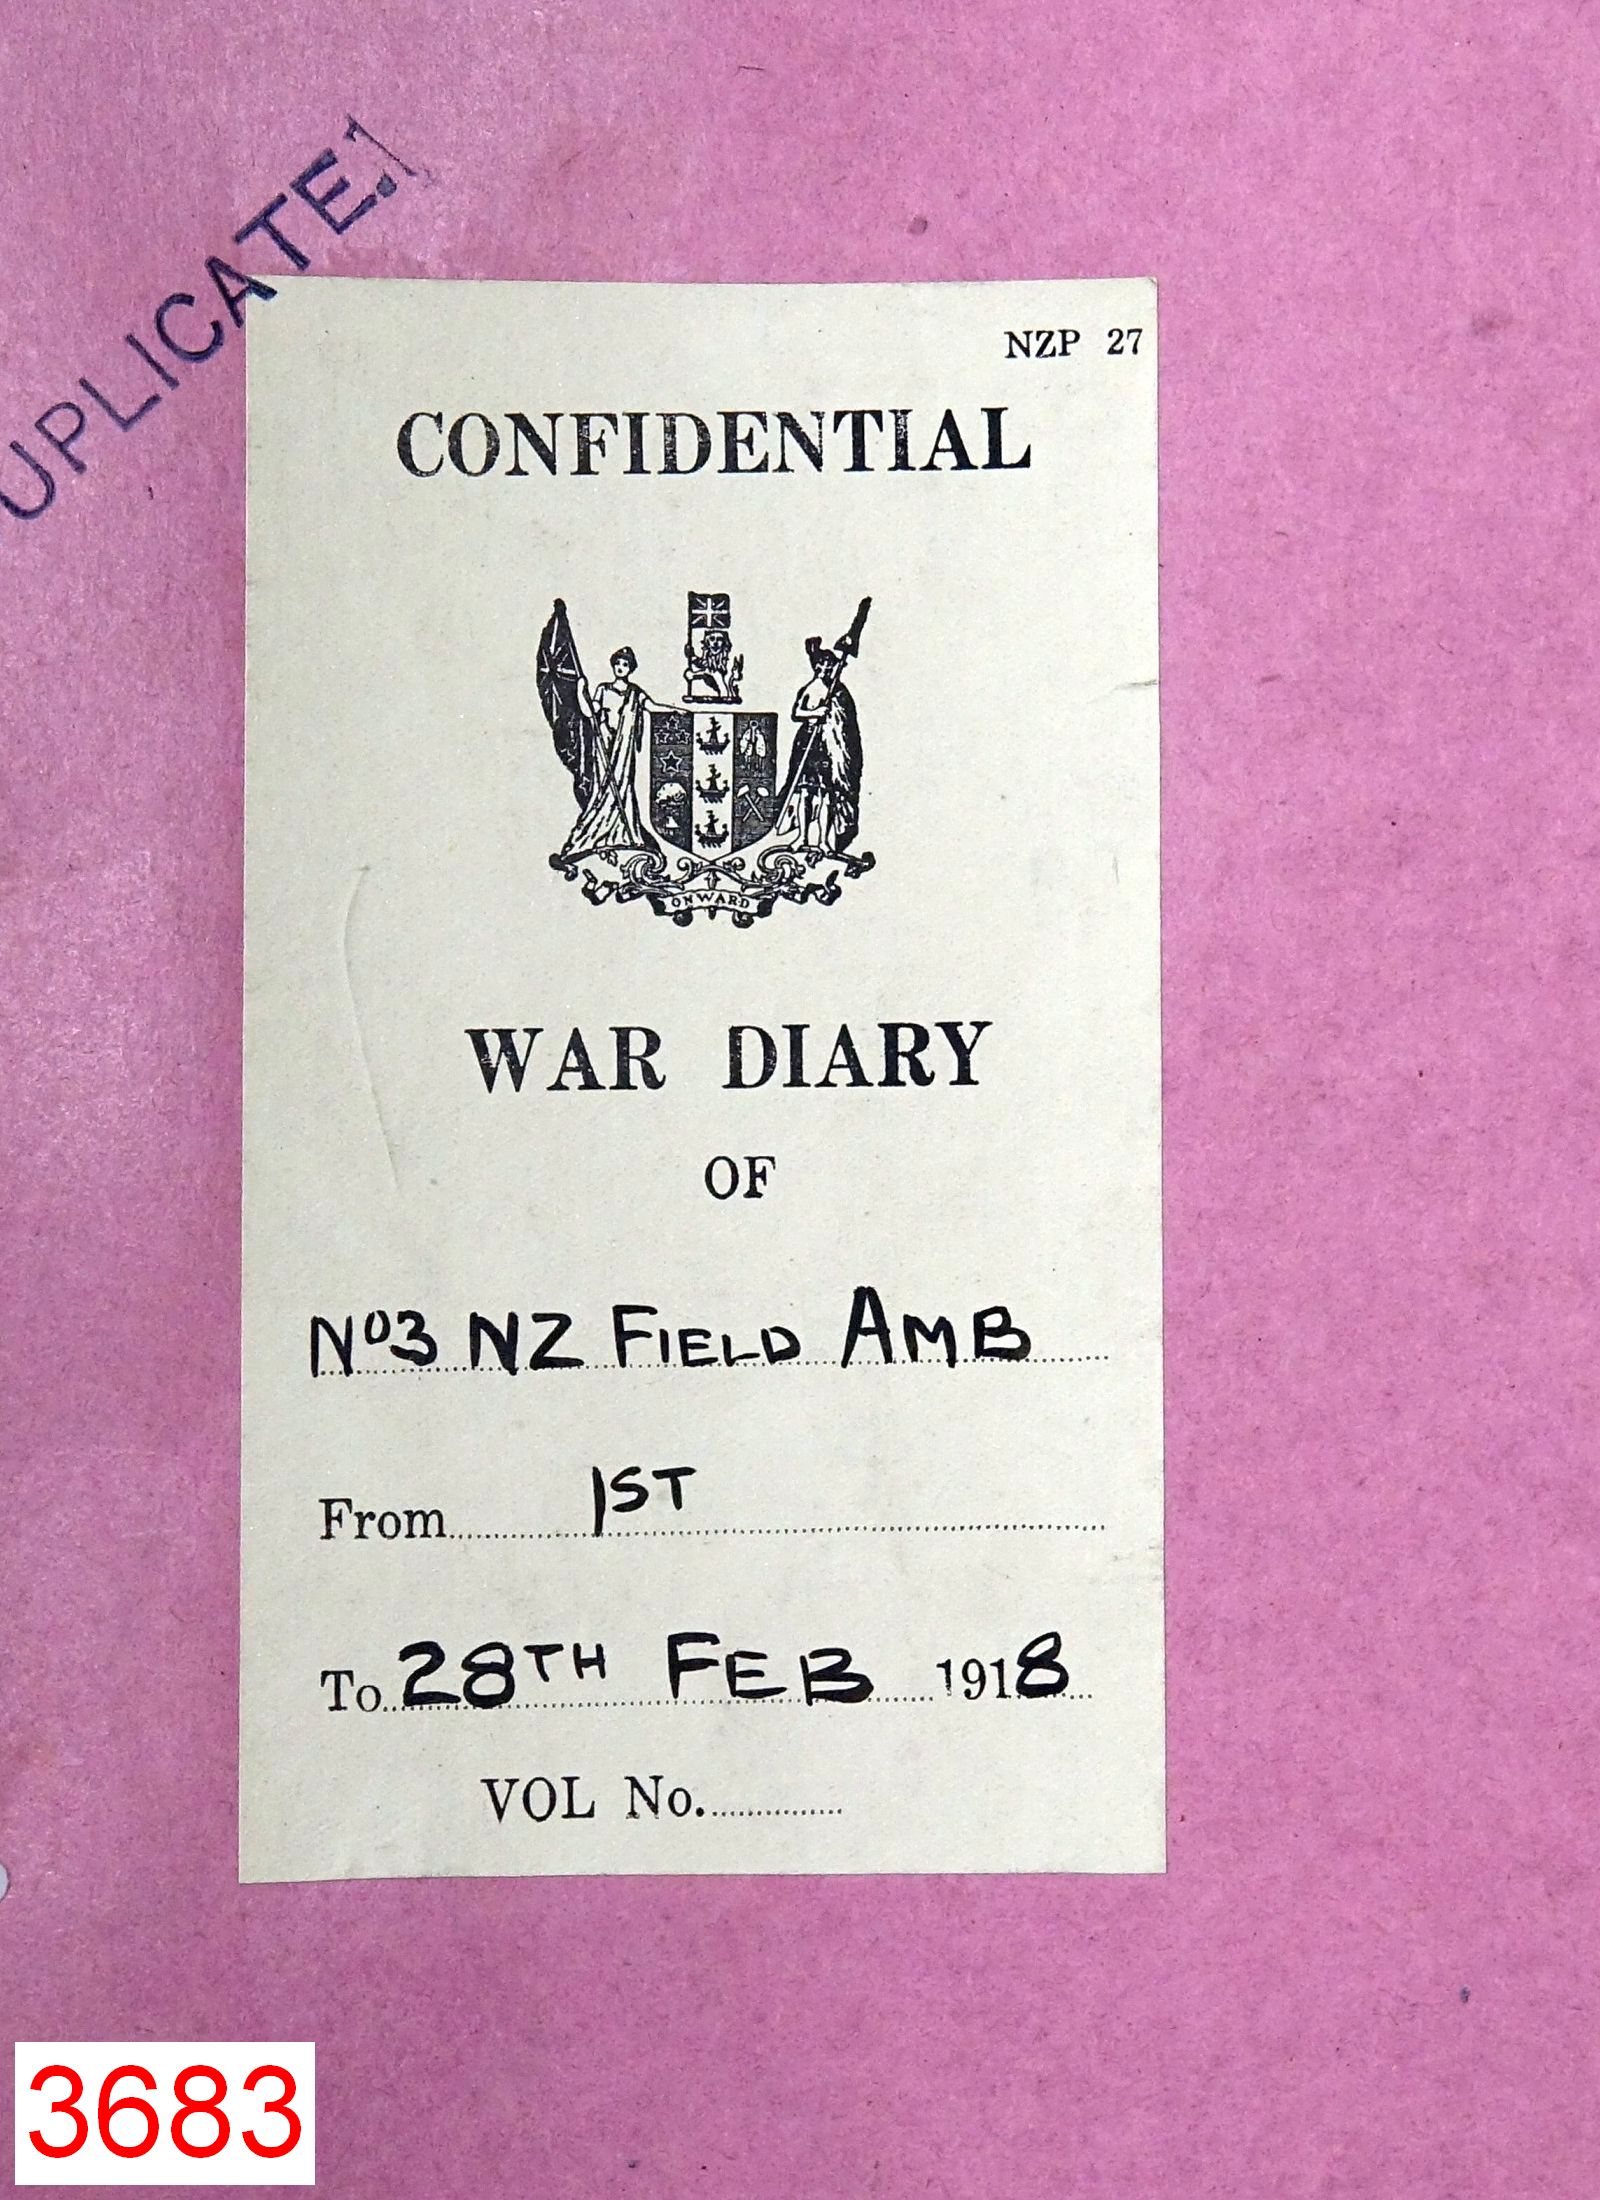 UPLICATE.
NZP 27
CONFIDENTIAL
ONWARD
WAR DIARY
OF
No3 NZ FIELD AMB
From 1ST
To 28TH FEB 1918
VOL No.
3683